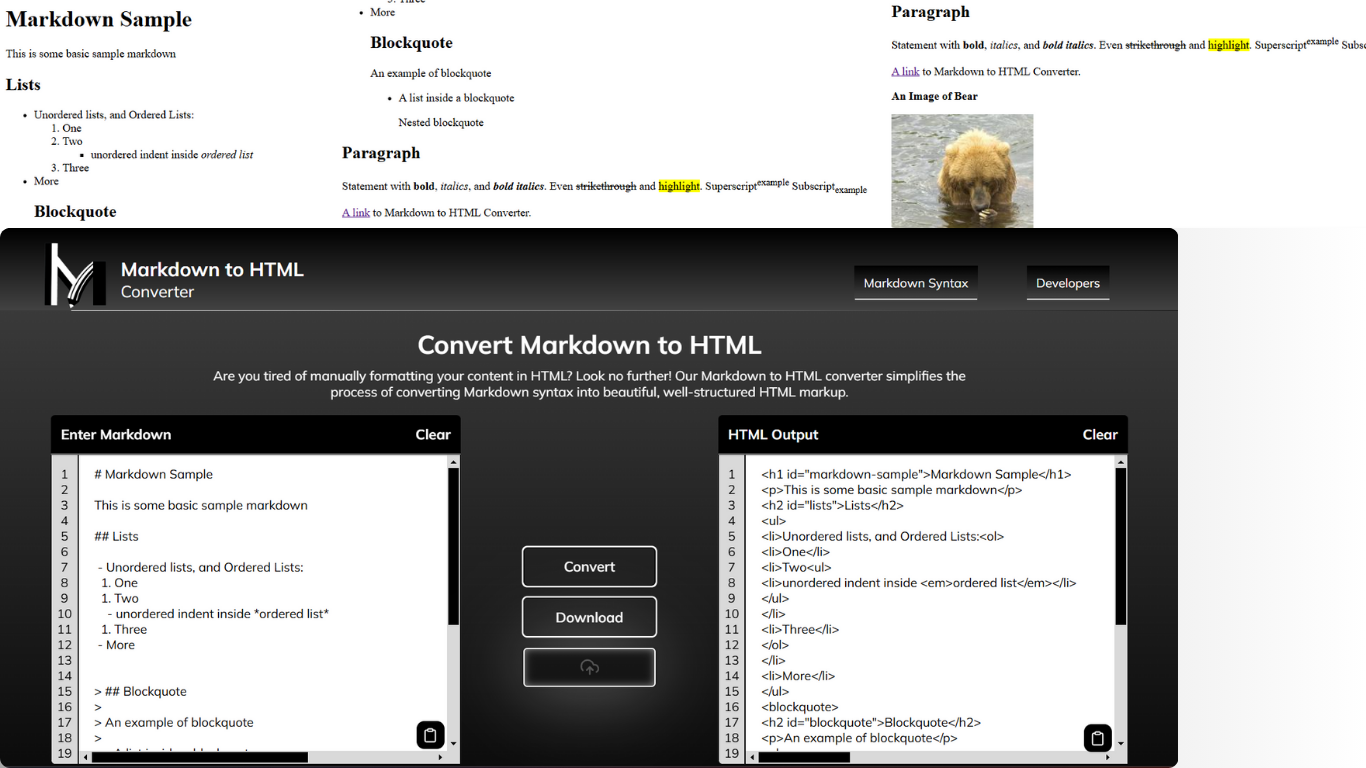 Markdown Sample
This is some basic sample markdown
Lists
• Unordered lists, and Ordered Lists:
1. One
2. Two
▪ unordered indent inside ordered list
3. Three
• More
Blockquote
3. Three
• More
Blockquote
An example of blockquote
• A list inside a blockquote
Nested blockquote
Paragraph
Statement with bold, italics, and bold italics. Even strikethrough and highlight. Superscriptexample Subscriptexample
A link to Markdown to HTML Converter.
Paragraph
Statement with bold, italics, and bold italics. Even strikethrough and highlight. Superscriptexample Subsc
A link to Markdown to HTML Converter.
An Image of Bear
Markdown to HTML
Converter
Markdown Syntax
Developers
Convert Markdown to HTML
Are you tired of manually formatting your content in HTML? Look no further! Our Markdown to HTML converter simplifies the
process of converting Markdown syntax into beautiful, well-structured HTML markup.
Enter Markdown Clear
1 # Markdown Sample
2
3 This is some basic sample markdown
4
5 ## Lists
6
7 - Unordered lists, and Ordered Lists:
8 1. One
9 1. Two
10 - unordered indent inside *ordered list*
11 1. Three
12 - More
13
14
15 > ## Blockquote
16 >
17 > An example of blockquote
18 >
19
Convert
Download
HTML Output Clear
1 <h1 id="markdown-sample">Markdown Sample</h1>
2 <p>This is some basic sample markdown</p>
3 <h2 id="lists">Lists</h2>
4 <ul>
5 <li>Unordered lists, and Ordered Lists:<ol>
6 <li>One</li>
7 <li>Two<ul>
8 <li>unordered indent inside <em>ordered list</em></li>
9 </ul>
10 </li>
11 <li>Three</li>
12 </ol>
13 </li>
14 <li>More</li>
15 </ul>
16 <blockquote>
17 <h2 id="blockquote">Blockquote</h2>
18 <p>An example of blockquote</p>
19